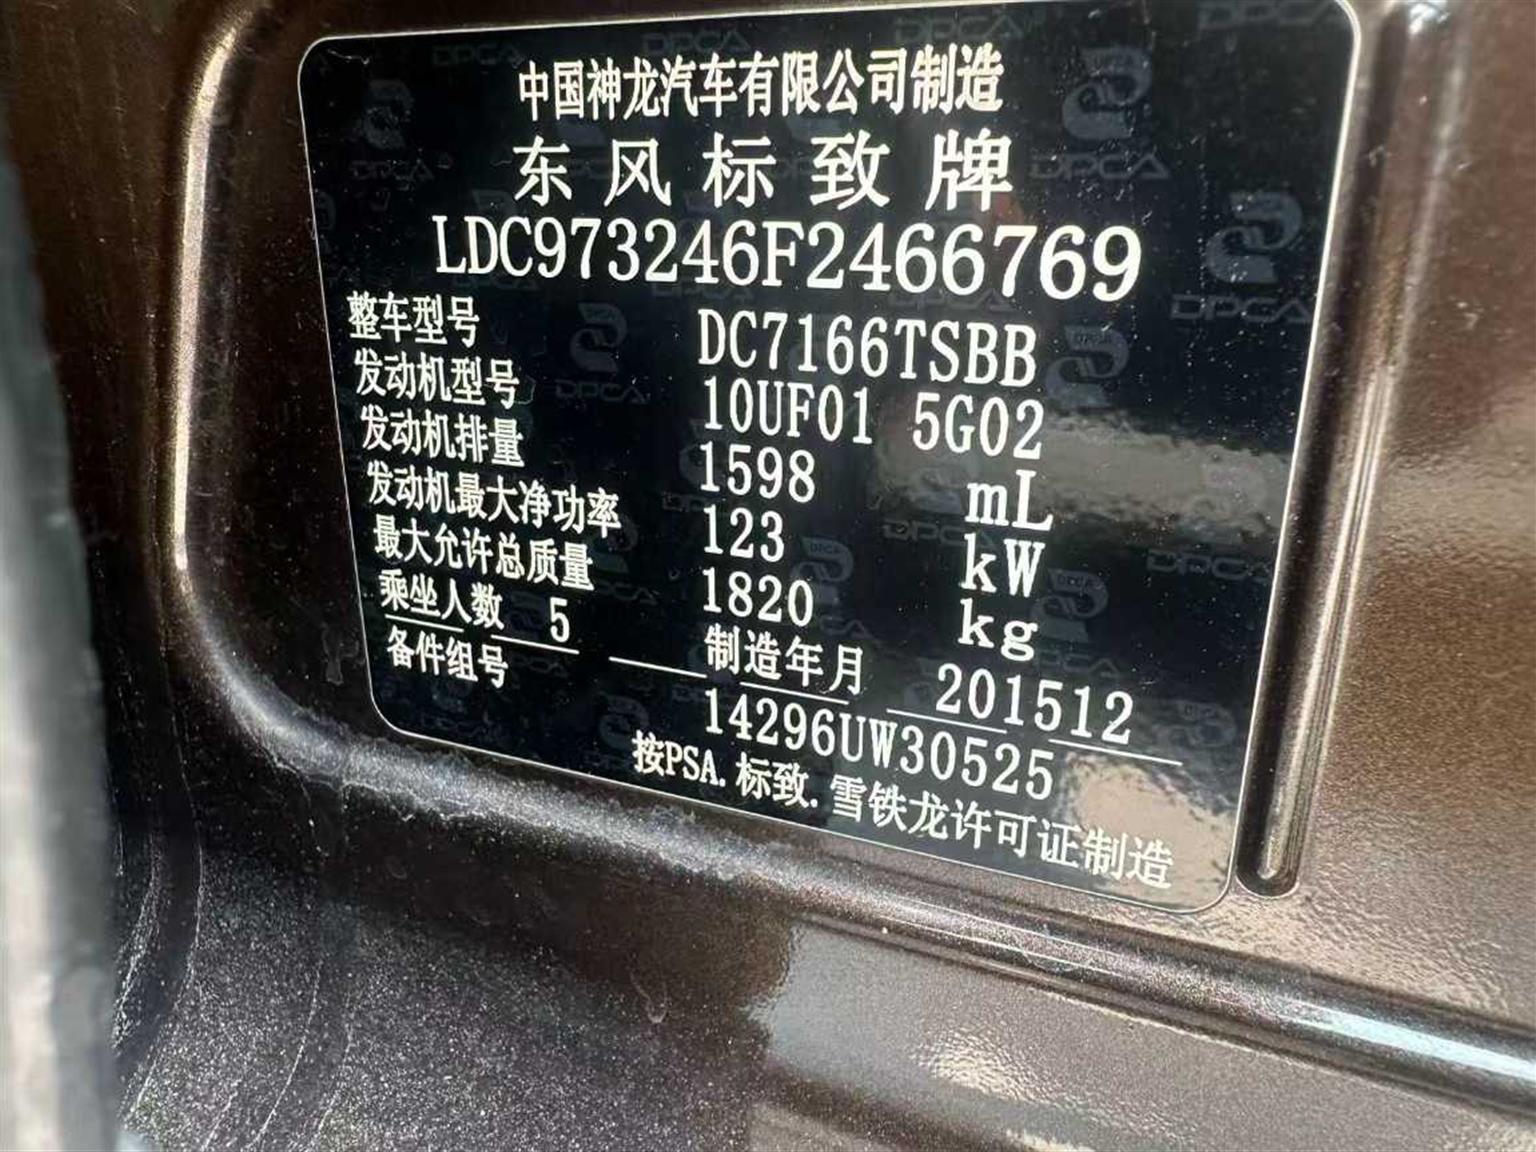 中国神龙汽车有限公司制造
东风标致牌
LDC973246F2466769
整车型号 DC7166TSBB
发动机型号 10UF01 5G02
发动机排量 1598 mL
发动机最大净功率 123 kW
最大允许总质量 1820 kg
乘坐人数 5 制造年月 201512
备件组号 14296UW30525
按PSA.标致.雪铁龙许可证制造
DPCA